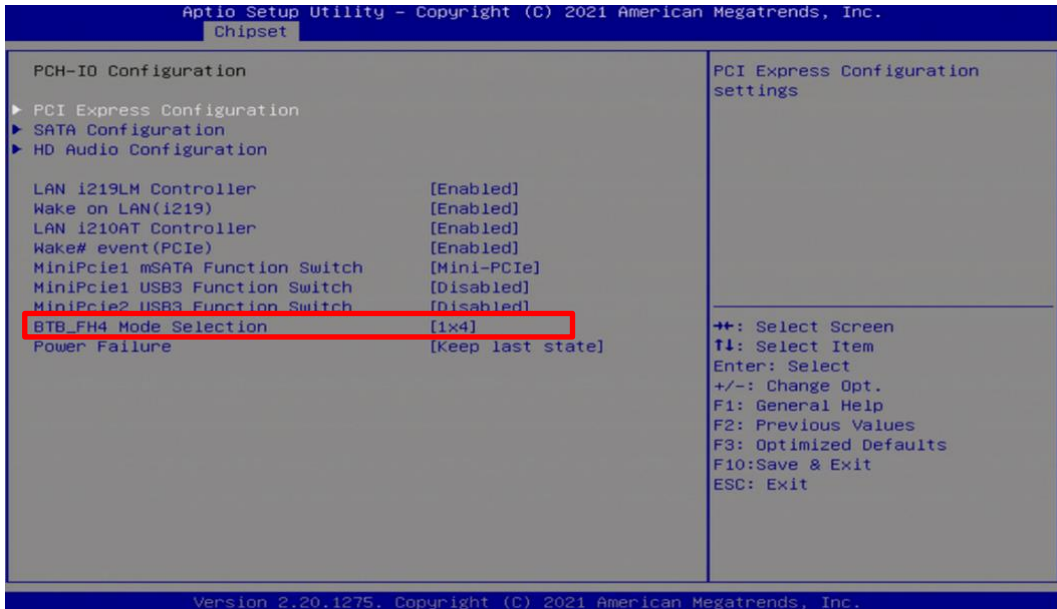 Aptio Setup Utility – Copyright (C) 2021 American Megatrends, Inc.
Chipset
PCH-IO Configuration
PCI Express Configuration
SATA Configuration
HD Audio Configuration
LAN i219LM Controller [Enabled]
Wake on LAN(i219) [Enabled]
LAN i210AT Controller [Enabled]
Wake# event(PCIe) [Enabled]
MiniPcie1 mSATA Function Switch [Mini-PCIe]
MiniPcie1 USB3 Function Switch [Disabled]
MiniPcie2 USB3 Function Switch [Disabled]
BTB_FH4 Mode Selection [1x4]
Power Failure [Keep last state]
PCI Express Configuration
settings
→←: Select Screen
↑↓: Select Item
Enter: Select
+/-: Change Opt.
F1: General Help
F2: Previous Values
F3: Optimized Defaults
F10:Save & Exit
ESC: Exit
Version 2.20.1275. Copyright (C) 2021 American Megatrends, Inc.